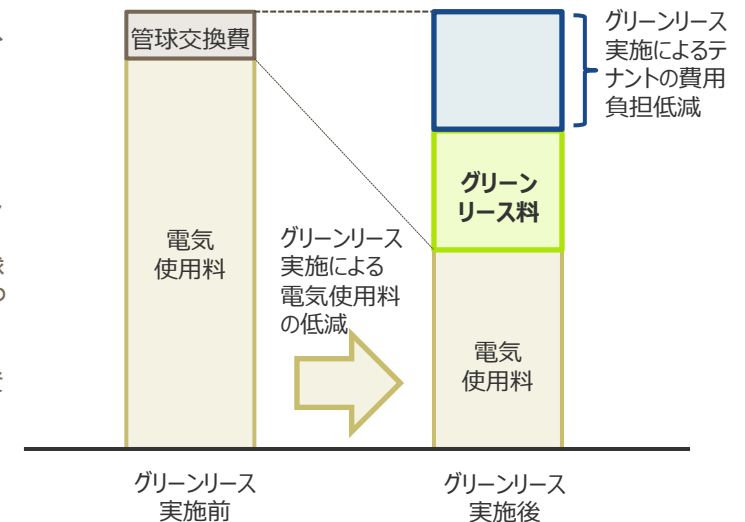 管球交換費
グリーンリース
実施によるテ
ナントの費用
負担低減
グリーン
リース料
電気
使用料
グリーンリース
実施による
電気使用料
の低減
電気
使用料
グリーンリース
実施前
グリーンリース
実施後